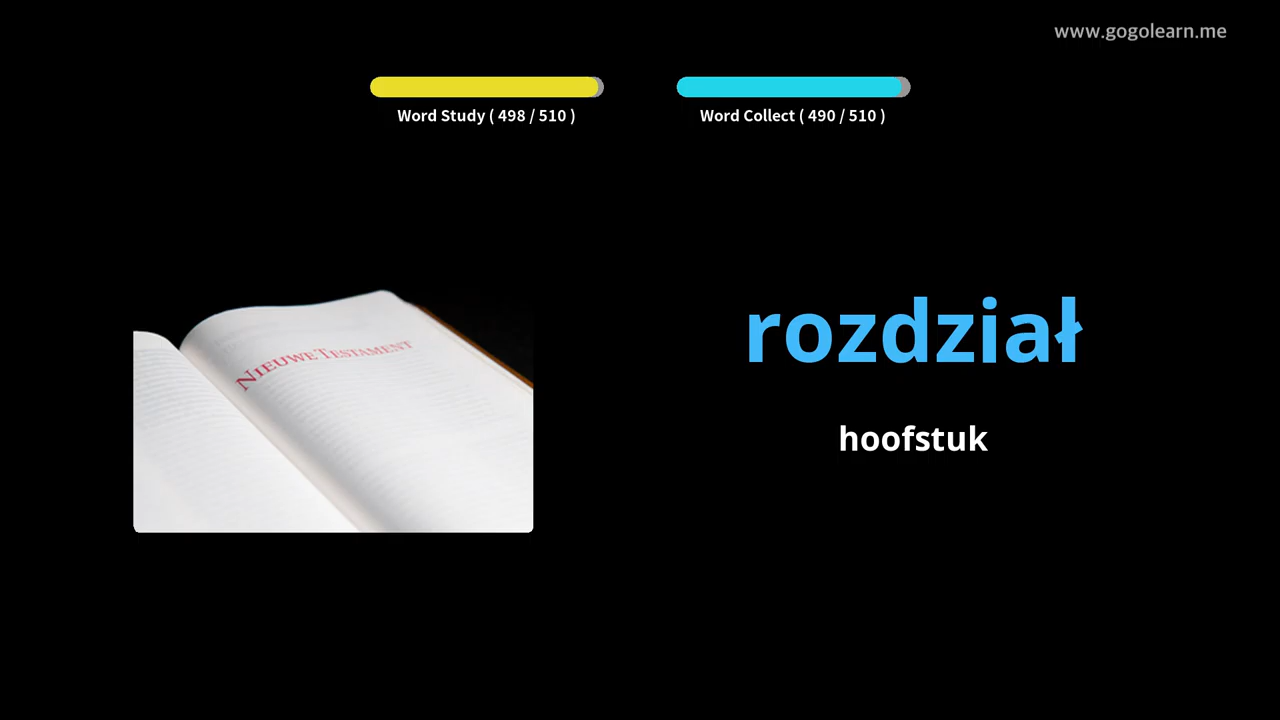 www.gogolearn.me
Word Study ( 498 / 510 )
Word Collect ( 490 / 510 )
NIEUWE TESTAMENT
rozdział
hoofstuk